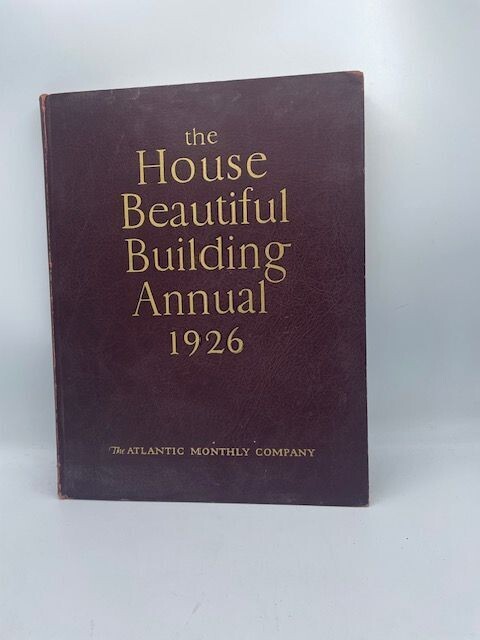 the
House
Beautiful
Building
Annual
1926
The ATLANTIC MONTHLY COMPANY